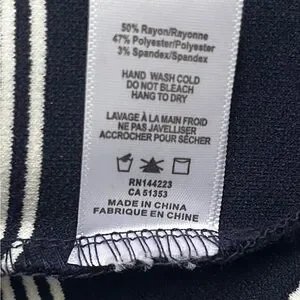 50% Rayon/Rayonne
47% Polyester/Polyester
3% Spandex/Spandex
HAND WASH COLD
DO NOT BLEACH
HANG TO DRY
LAVAGE À LA MAIN FROID
NE PAS JAVELLISER
ACCROCHER POUR SÉCHER
RN144223
CA 51353
MADE IN CHINA
FABRIQUE EN CHINE